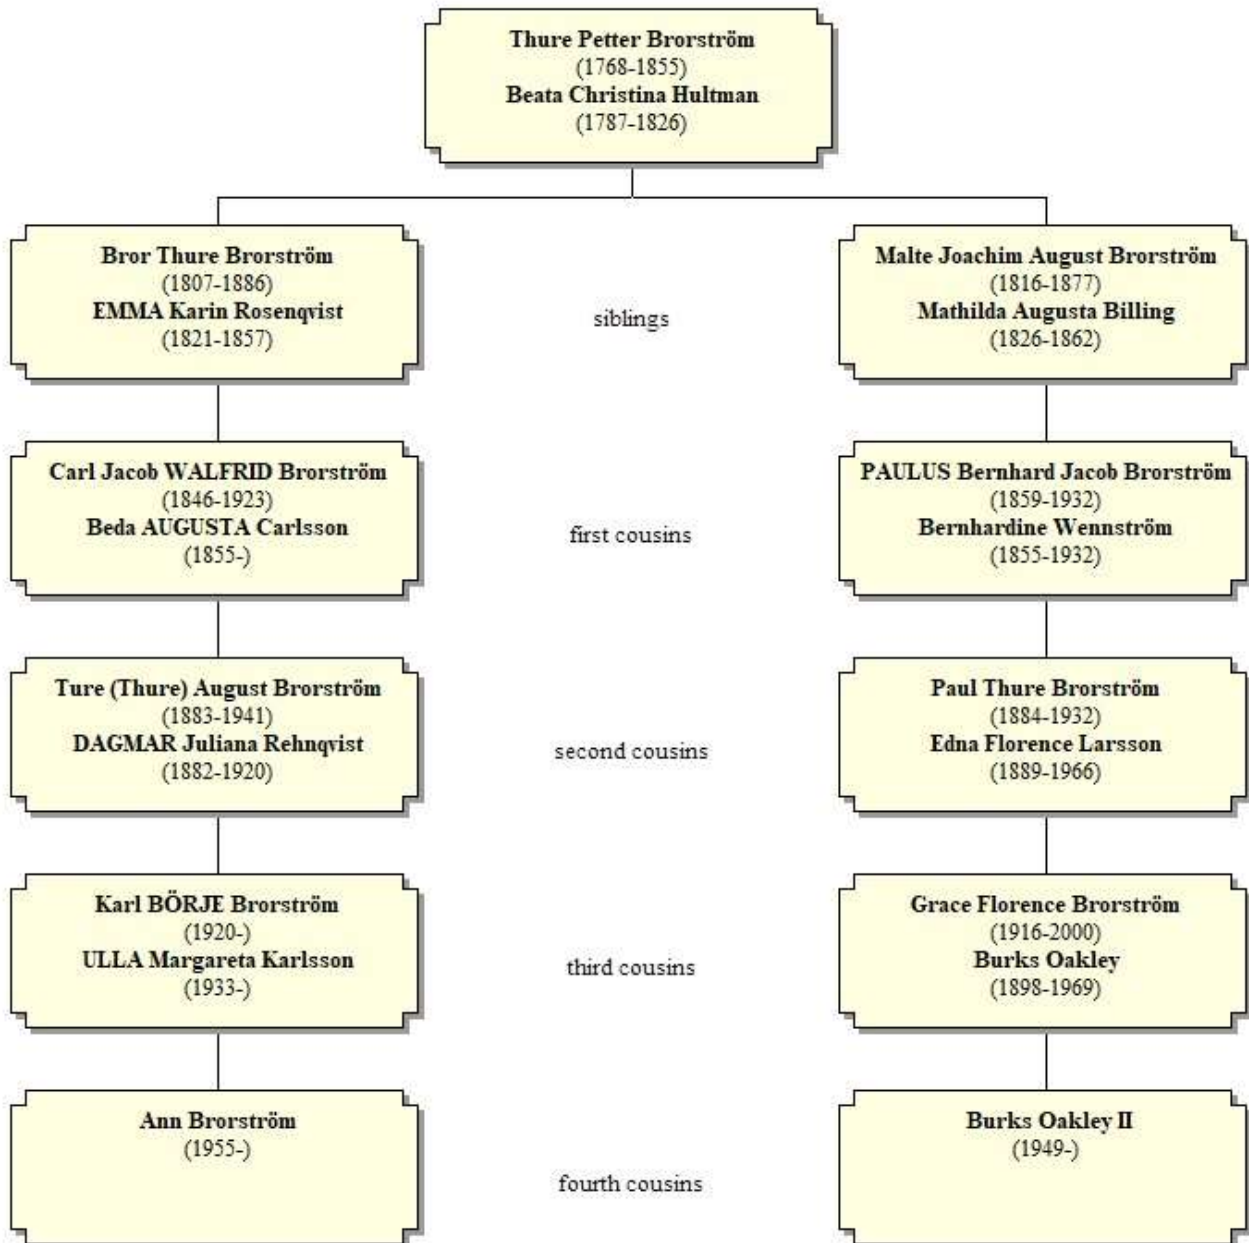 Thure Petter Brorström
(1768-1855)
Beata Christina Hultman
(1787-1826)
Bror Thure Brorström
(1807-1886)
EMMA Karin Rosenqvist
(1821-1857)
siblings
Malte Joachim August Brorström
(1816-1877)
Mathilda Augusta Billing
(1826-1862)
Carl Jacob WALFRID Brorström
(1846-1923)
Beda AUGUSTA Carlsson
(1855-)
first cousins
PAULUS Bernhard Jacob Brorström
(1859-1932)
Bernhardine Wennström
(1855-1932)
Ture (Thure) August Brorström
(1883-1941)
DAGMAR Juliana Rehnqvist
(1882-1920)
second cousins
Paul Thure Brorström
(1884-1932)
Edna Florence Larsson
(1889-1966)
Karl BÖRJE Brorström
(1920-)
ULLA Margareta Karlsson
(1933-)
third cousins
Grace Florence Brorström
(1916-2000)
Burks Oakley
(1898-1969)
Ann Brorström
(1955-)
fourth cousins
Burks Oakley II
(1949-)